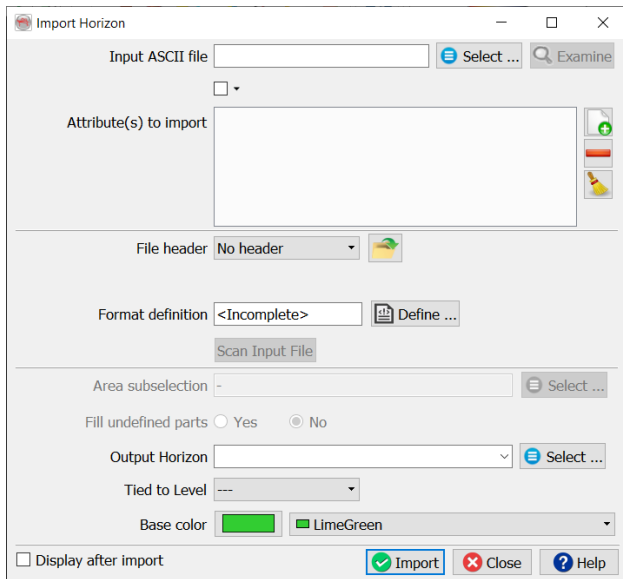 Import Horizon
Input ASCII file Select ... Examine
Attribute(s) to import
File header No header
Format definition <Incomplete> Define ...
Scan Input File
Area subselection - Select ...
Fill undefined parts Yes No
Output Horizon Select ...
Tied to Level ---
Base color LimeGreen
Display after import Import Close Help